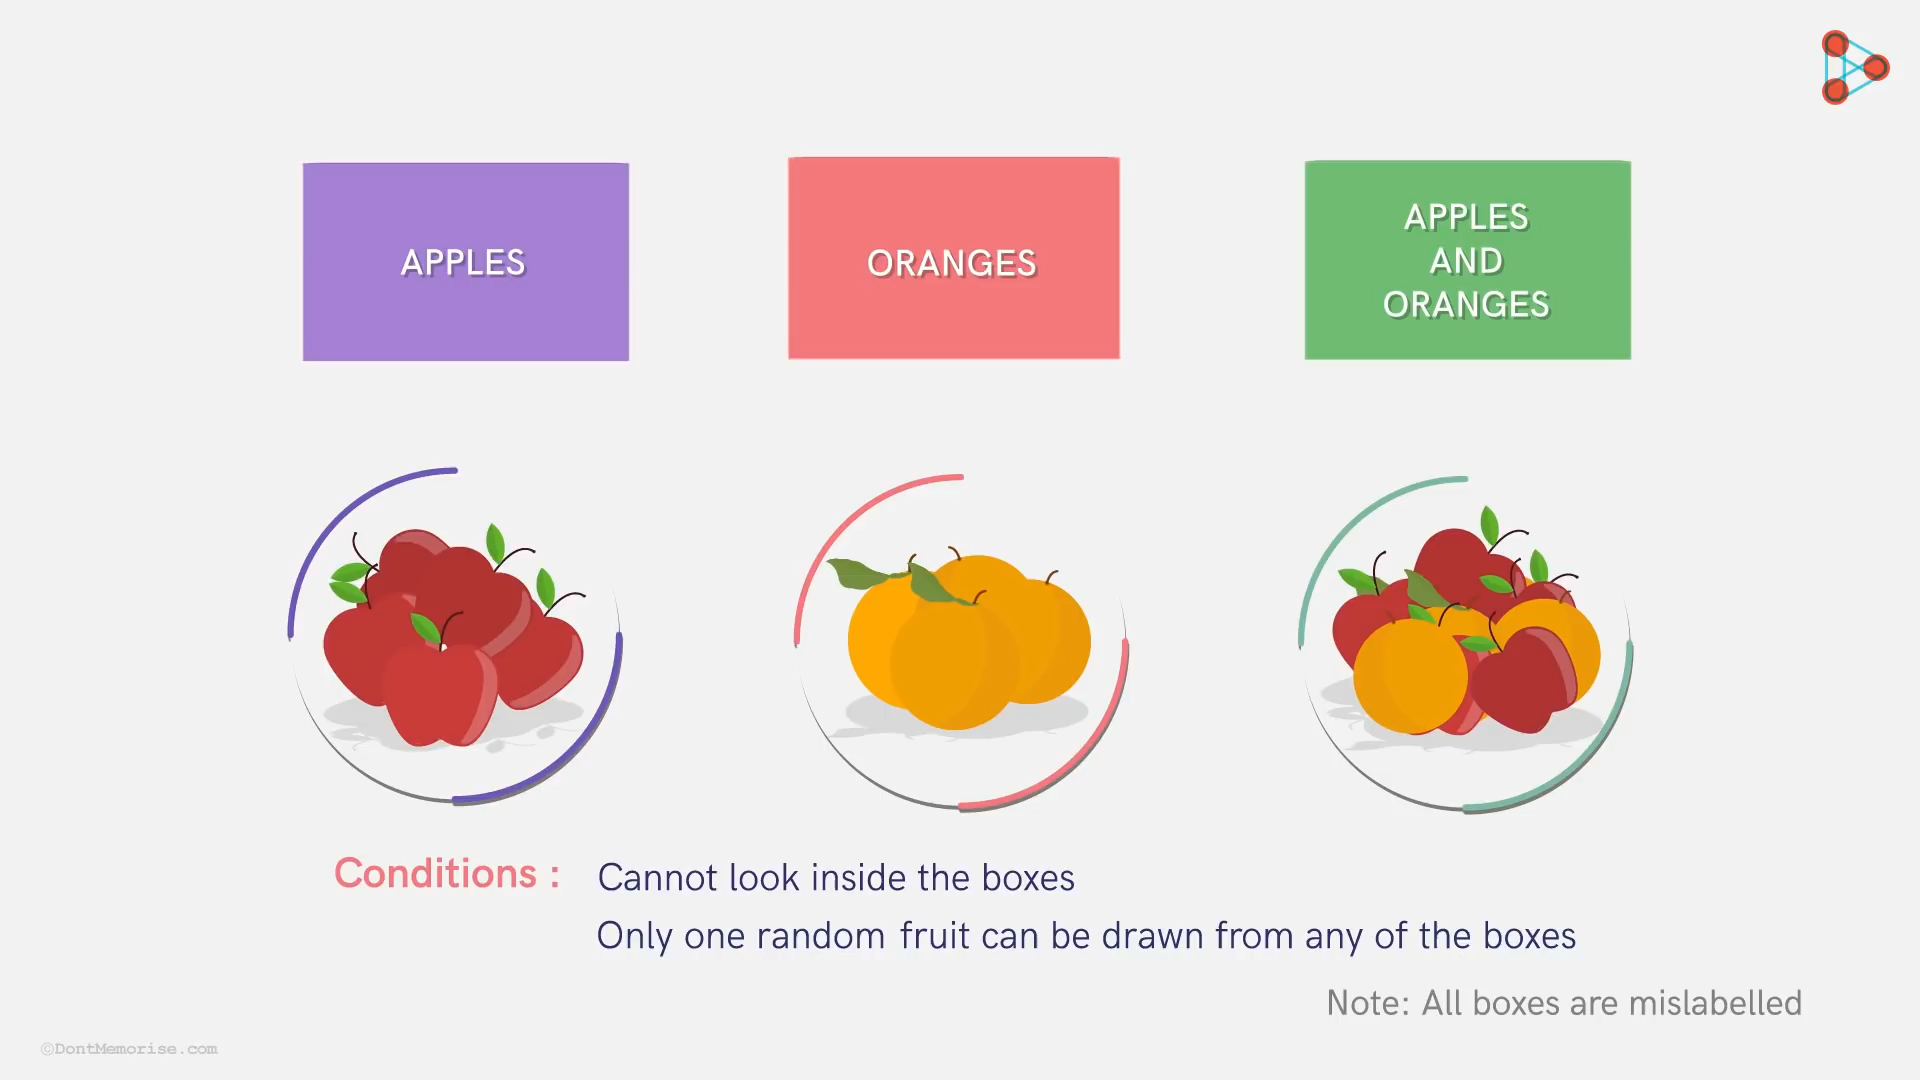 APPLES
ORANGES
APPLES
AND
ORANGES
Conditions : Cannot look inside the boxes
Only one random fruit can be drawn from any of the boxes
Note: All boxes are mislabelled
©DontMemorise.com